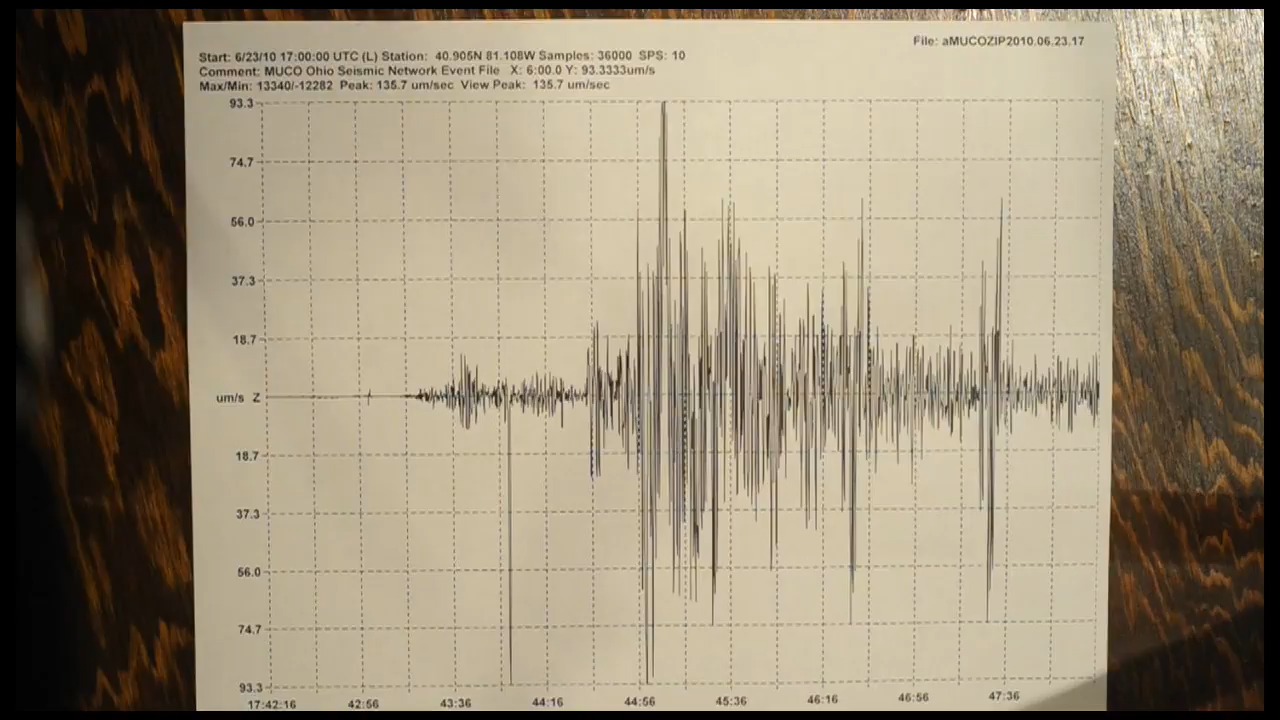 File: aMUCOZIP2010.06.23.17
Start: 6/23/10 17:00:00 UTC (L) Station: 40.905N 81.108W Samples: 36000 SPS: 10
Comment: MUCO Ohio Seismic Network Event File X: 6:00.0 Y: 93.3333um/s
Max/Min: 13340/-12282 Peak: 135.7 um/sec View Peak: 135.7 um/sec
93.3
74.7
56.0
37.3
18.7
um/s Z
18.7
37.3
56.0
74.7
93.3
17:42:16 42:56 43:36 44:16 44:56 45:36 46:16 46:56 47:36